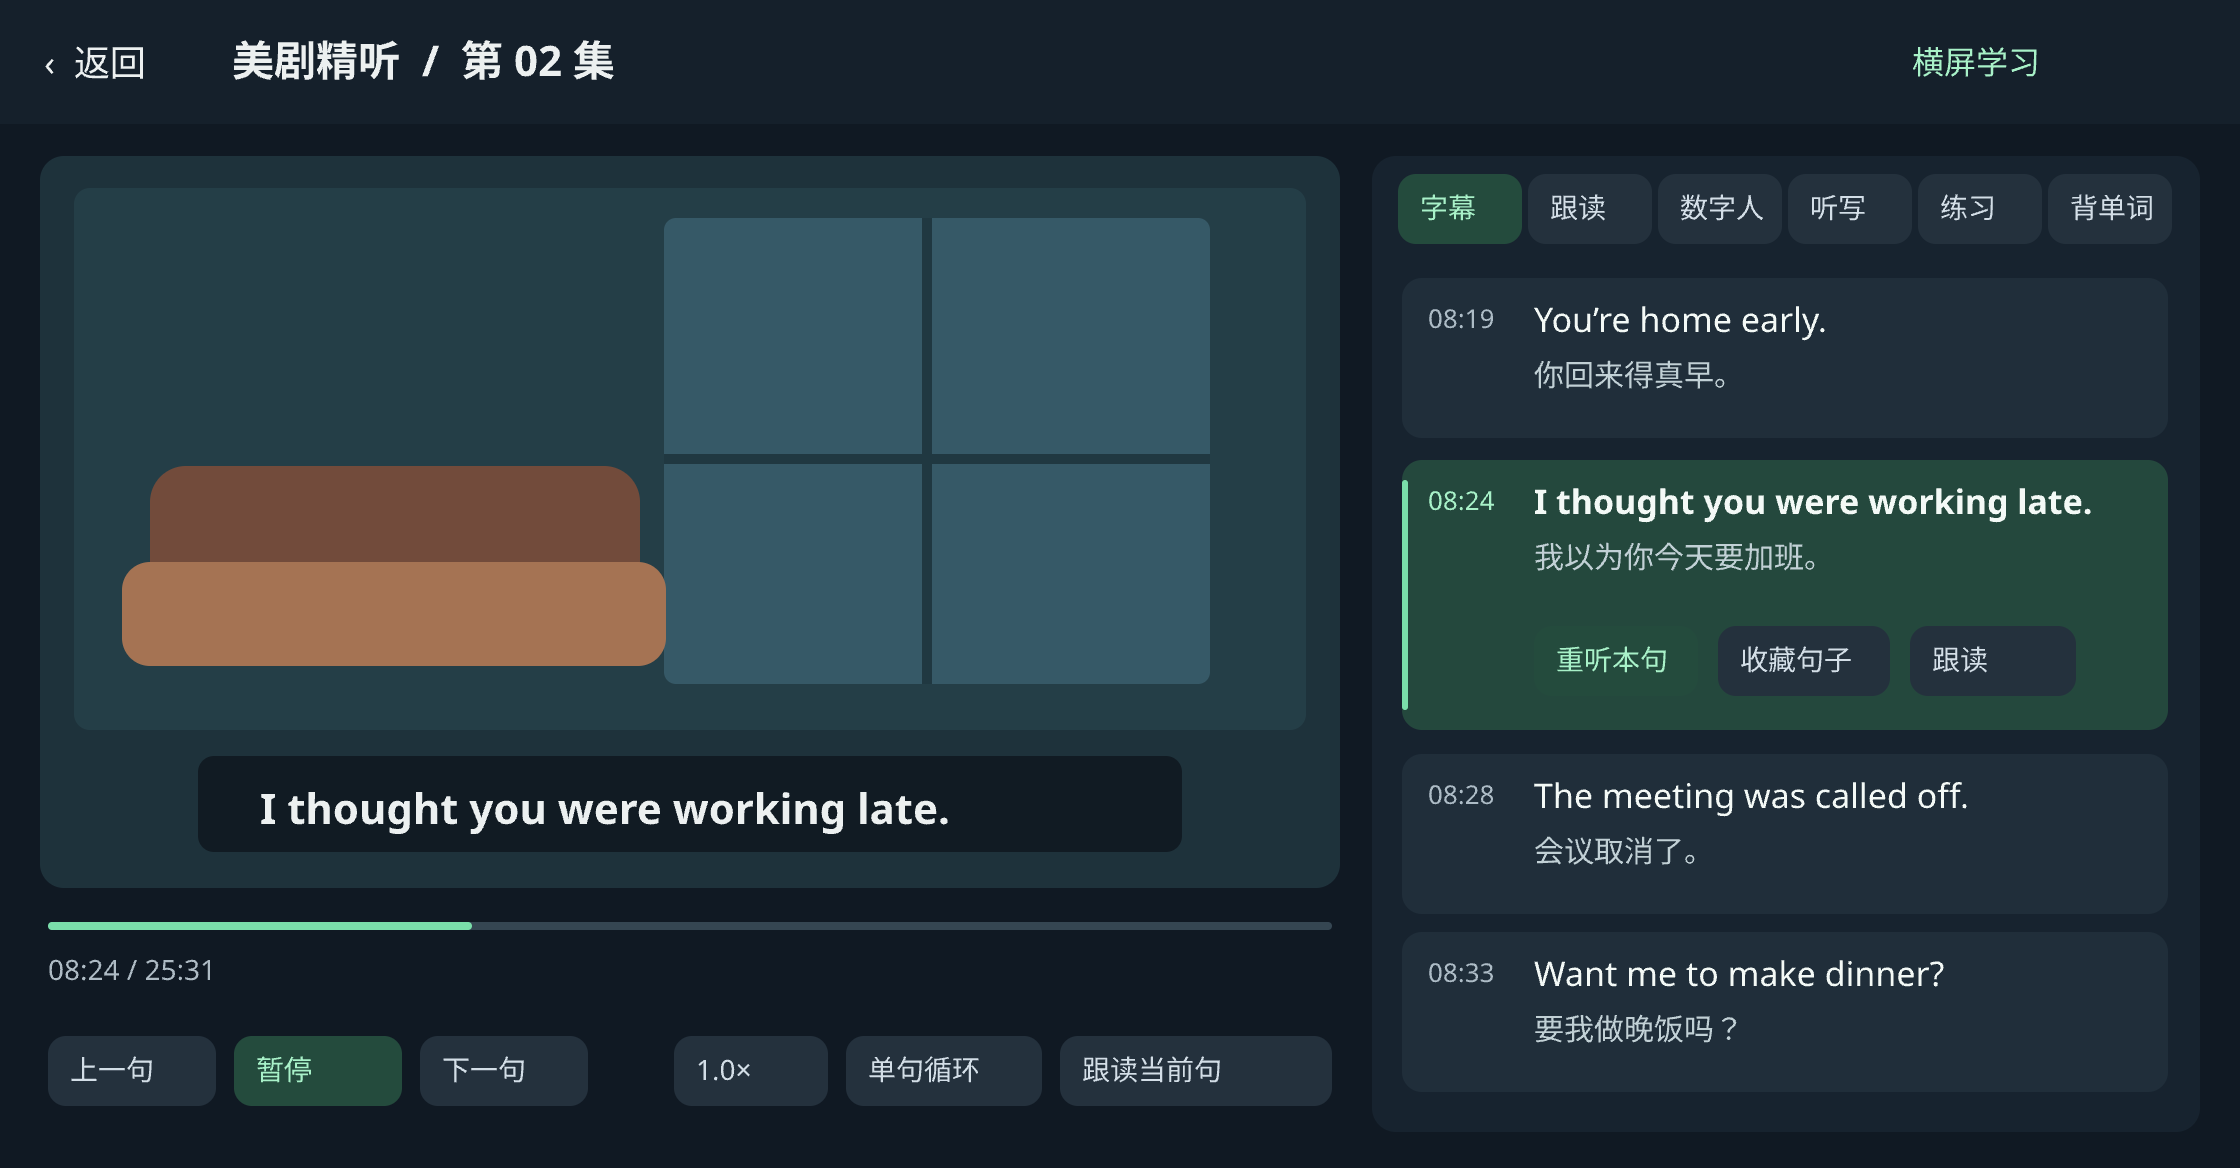 ‹ 返回
美剧精听 / 第 02 集
横屏学习
I thought you were working late.
08:24 / 25:31
上一句
暂停
下一句
1.0×
单句循环
跟读当前句
字幕
跟读
数字人
听写
练习
背单词
08:19 You’re home early.
你回来得真早。
08:24 I thought you were working late.
我以为你今天要加班。
重听本句
收藏句子
跟读
08:28 The meeting was called off.
会议取消了。
08:33 Want me to make dinner?
要我做晚饭吗？